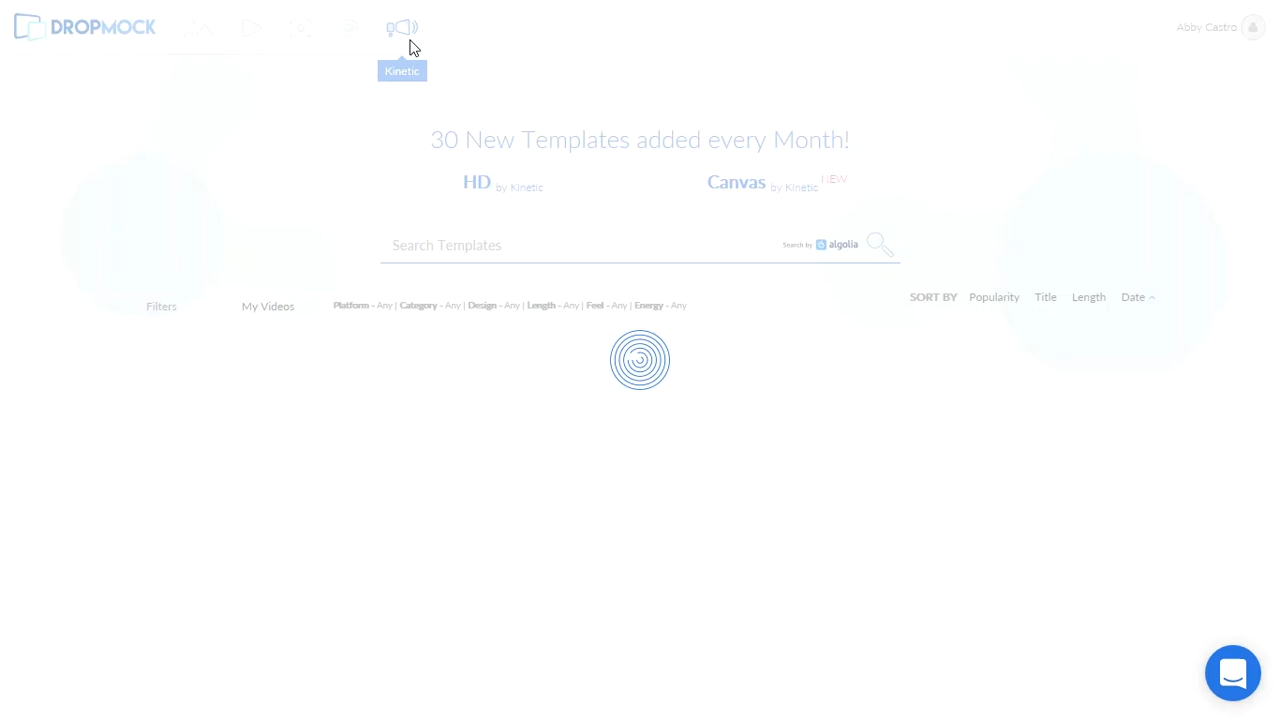 DROPMOCK
Abby Castro
Kinetic
30 New Templates added every Month!
HD by Kinetic
Canvas by Kinetic NEW
Search Templates
Search by algolia
Filters
My Videos
Platform - Any | Category - Any | Design - Any | Length - Any | Feel - Any | Energy - Any
SORT BY Popularity Title Length Date